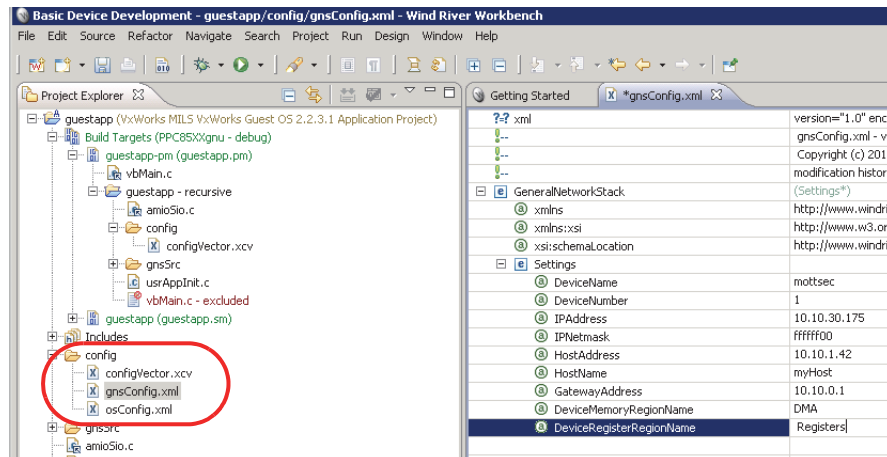 Basic Device Development - guestapp/config/gnsConfig.xml - Wind River Workbench
File Edit Source Refactor Navigate Search Project Run Design Window Help
Project Explorer
guestapp (VxWorks MILS VxWorks Guest OS 2.2.3.1 Application Project)
Build Targets (PPC85XXgnu - debug)
guestapp-pm (guestapp.pm)
vbMain.c
guestapp - recursive
amioSio.c
config
configVector.xcv
gnsSrc
usrAppInit.c
vbMain.c - excluded
guestapp (guestapp.sm)
Includes
config
configVector.xcv
gnsConfig.xml
osConfig.xml
gnsSrc
amioSio.c
Getting Started *gnsConfig.xml
?=? xml version="1.0" enc
!-- gnsConfig.xml - v
!-- Copyright (c) 201
!-- modification histor
GeneralNetworkStack (Settings*)
xmlns http://www.windri
xmlns:xsi http://www.w3.or
xsi:schemaLocation http://www.windri
Settings
DeviceName mottsec
DeviceNumber 1
IPAddress 10.10.30.175
IPNetmask ffffff00
HostAddress 10.10.1.42
HostName myHost
GatewayAddress 10.10.0.1
DeviceMemoryRegionName DMA
DeviceRegisterRegionName Registers